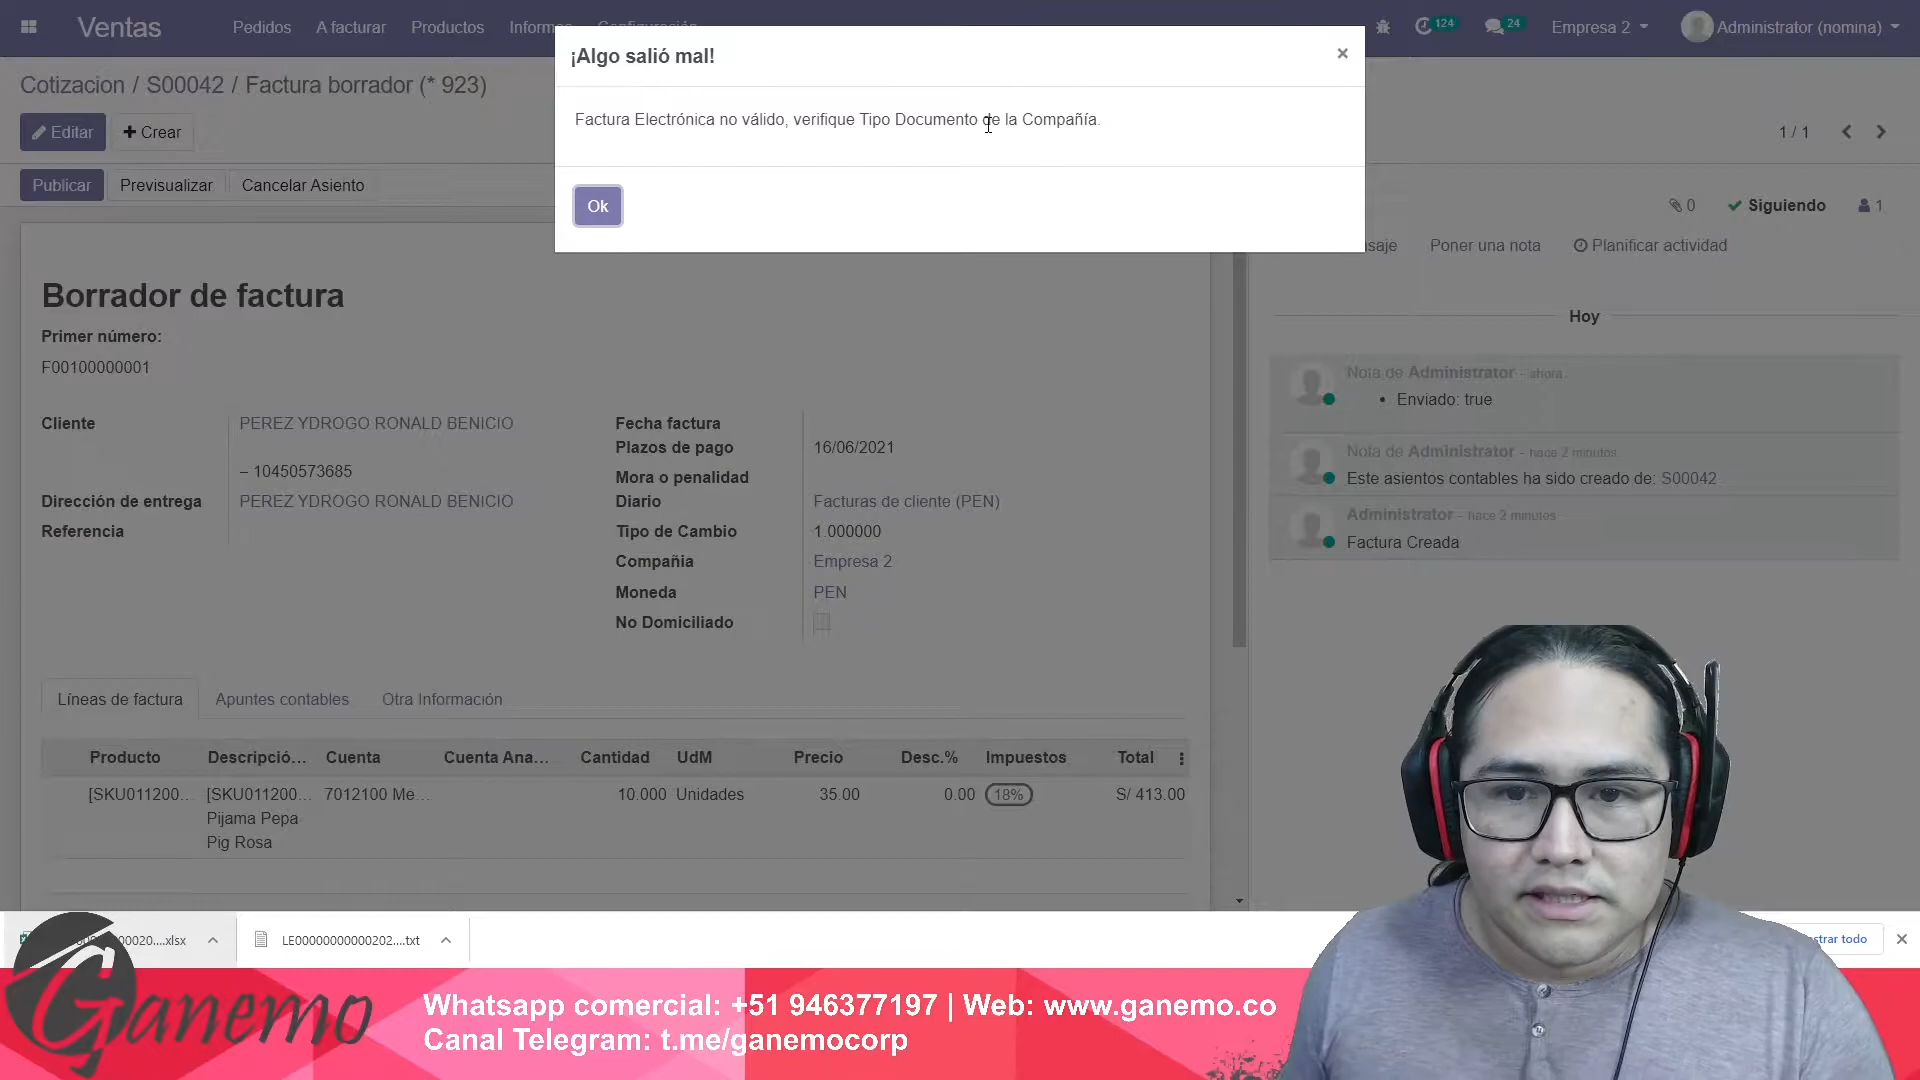 Ventas
Pedidos
A factura
Productos
124
24
Empresa 2
Administrator (nomina)
¡Algo salió mal!
×
Factura Electrónica no válido, verifique Tipo Documento de la Compañía.
Ok
Cotizacion / S00042 / Factura borrador (* 923)
Editar
Crear
1 / 1
Publicar
Previsualizar
Cancelar Asiento
0
Siguiendo
1
Poner una nota
Planificar actividad
Borrador de factura
Primer número:
F00100000001
Cliente
PEREZ YDROGO RONALD BENICIO
– 10450573685
Dirección de entrega
PEREZ YDROGO RONALD BENICIO
Referencia
Fecha factura
Plazos de pago
16/06/2021
Mora o penalidad
Diario
Facturas de cliente (PEN)
Tipo de Cambio
1.000000
Compañia
Empresa 2
Moneda
PEN
No Domiciliado
Hoy
Nota de Administrator - ahora
Enviado: true
Nota de Administrator - hace 2 minutos
Este asientos contables ha sido creado de: S00042
Administrator - hace 2 minutos
Factura Creada
Líneas de factura
Apuntes contables
Otra Información
Producto
Descripció...
Cuenta
Cuenta Ana...
Cantidad
UdM
Precio
Desc.%
Impuestos
Total
[SKU011200...
[SKU011200...
Pijama Pepa
Pig Rosa
7012100 Me...
10.000
Unidades
35.00
0.00
18%
S/ 413.00
LE00000000000202....txt
Ganemo
Whatsapp comercial: +51 946377197 | Web: www.ganemo.co
Canal Telegram: t.me/ganemocorp